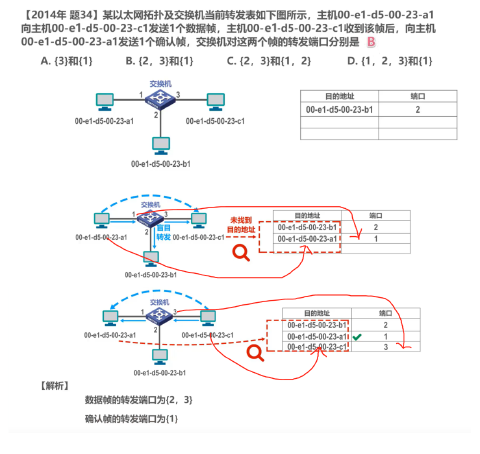 【2014年 题34】某以太网拓扑及交换机当前转发表如下图所示，主机00-e1-d5-00-23-a1
向主机00-e1-d5-00-23-c1发送1个数据帧，主机00-e1-d5-00-23-c1收到该帧后，向主机
00-e1-d5-00-23-a1发送1个确认帧，交换机对这两个帧的转发端口分别是 B
A. {3}和{1} B. {2，3}和{1} C. {2，3}和{1，2} D. {1，2，3}和{1}
交换机
1 3
2
00-e1-d5-00-23-a1 00-e1-d5-00-23-c1
00-e1-d5-00-23-b1
目的地址 端口
00-e1-d5-00-23-b1 2
交换机
1 3
2
盲目
转发
00-e1-d5-00-23-a1 00-e1-d5-00-23-c1
00-e1-d5-00-23-b1
未找到
目的地址
目的地址 端口
00-e1-d5-00-23-b1 2
00-e1-d5-00-23-a1 1
交换机
1 3
2
00-e1-d5-00-23-a1 00-e1-d5-00-23-c1
00-e1-d5-00-23-b1
目的地址 端口
00-e1-d5-00-23-b1 2
00-e1-d5-00-23-a1 1
00-e1-d5-00-23-c1 3
【解析】
数据帧的转发端口为{2，3}
确认帧的转发端口为{1}